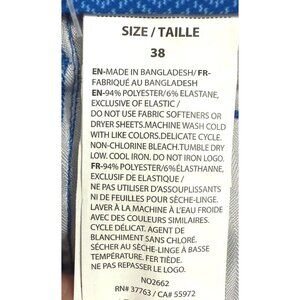 SIZE / TAILLE
38
EN-MADE IN BANGLADESH/ FR-
FABRIQUÉ AU BANGLADESH
EN-94% POLYESTER/6% ELASTANE,
EXCLUSIVE OF ELASTIC /
DO NOT USE FABRIC SOFTENERS OR
DRYER SHEETS.MACHINE WASH COLD
WITH LIKE COLORS.DELICATE CYCLE.
NON-CHLORINE BLEACH.TUMBLE DRY
LOW. COOL IRON. DO NOT IRON LOGO.
FR-94% POLYESTER/6%ÉLASTHANNE,
EXCLUSIF DE ÉLASTIQUE /
NE PAS UTILISER D'ASSOUPLISSANTS
NI DE FEUILLES POUR SÈCHE-LINGE.
LAVER À LA MACHINE À L'EAU FROIDE
AVEC DES COULEURS SIMILAIRES.
CYCLE DÉLICAT. AGENT DE
BLANCHIMENT SANS CHLORÉ.
SÉCHER AU SÈCHE-LINGE À BASSE
TEMPÉRATURE. FER TIÈDE.
NE PAS REPASSER LE LOGO.
NO2662
RN# 37763 / CA# 55972